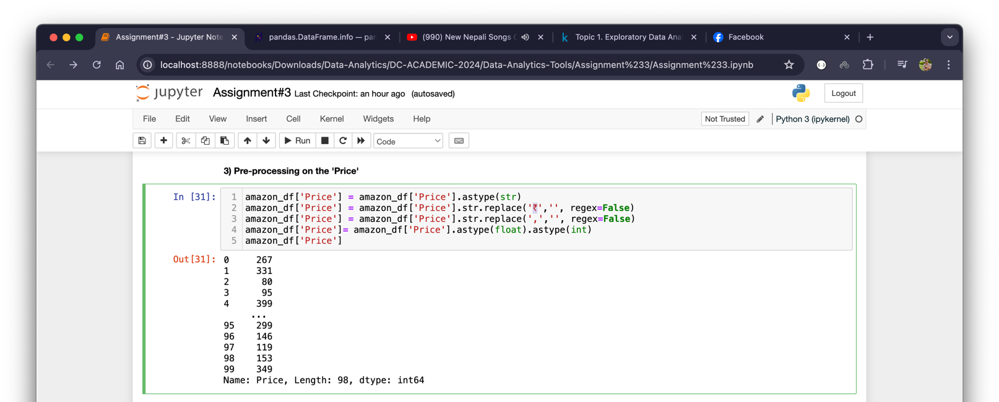 Assignment#3 - Jupyter Note
pandas.DataFrame.info — par
(990) New Nepali Songs
Topic 1. Exploratory Data Ana
Facebook
localhost:8888/notebooks/Downloads/Data-Analytics/DC-ACADEMIC-2024/Data-Analytics-Tools/Assignment%233/Assignment%233.ipynb
jupyter Assignment#3 Last Checkpoint: an hour ago (autosaved)
Logout
File Edit View Insert Cell Kernel Widgets Help
Not Trusted
Python 3 (ipykernel)
Run
Code
3) Pre-processing on the 'Price'
In [31]:
1 amazon_df['Price'] = amazon_df['Price'].astype(str)
2 amazon_df['Price'] = amazon_df['Price'].str.replace('₹','', regex=False)
3 amazon_df['Price'] = amazon_df['Price'].str.replace(',','', regex=False)
4 amazon_df['Price']= amazon_df['Price'].astype(float).astype(int)
5 amazon_df['Price']
Out[31]:
0 267
1 331
2 80
3 95
4 399
...
95 299
96 146
97 119
98 153
99 349
Name: Price, Length: 98, dtype: int64